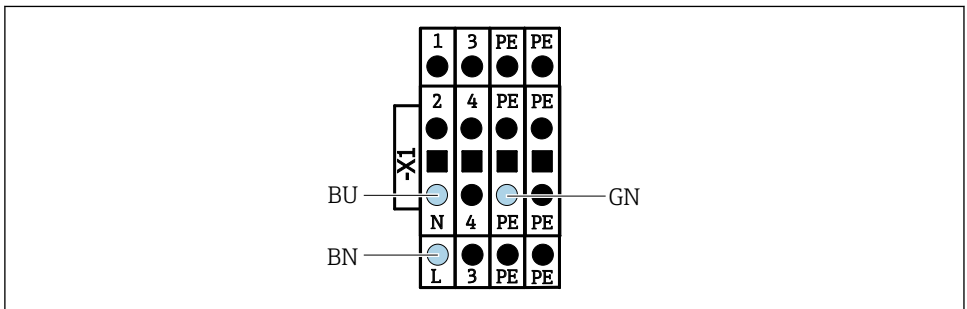 1 3 PE PE
2 4 PE PE
-X1
BU
GN
N 4 PE PE
BN
L 3 PE PE